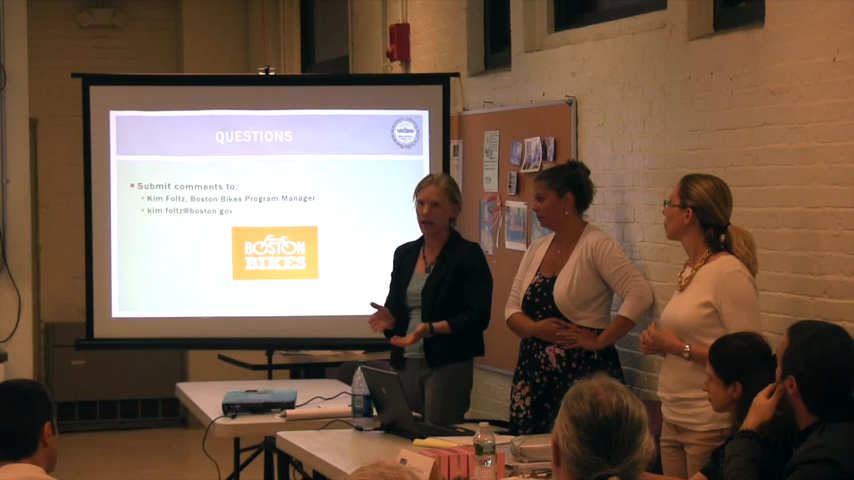 QUESTIONS
Submit comments to:
Kim Foltz, Boston Bikes Program Manager
kim.foltz@boston.gov
BOSTON
BIKES